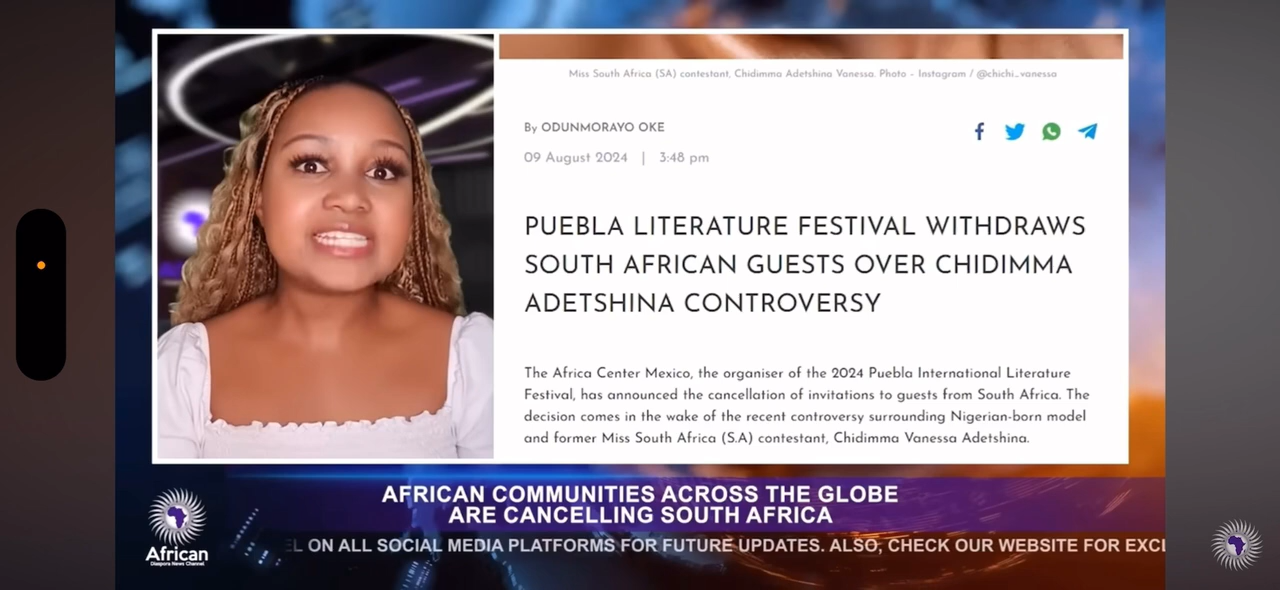 Miss South Africa (SA) contestant, Chidimma Adetshina Vanessa. Photo – Instagram / @chichi_vanessa
By ODUNMORAYO OKE
09 August 2024 | 3:48 pm
PUEBLA LITERATURE FESTIVAL WITHDRAWS
SOUTH AFRICAN GUESTS OVER CHIDIMMA
ADETSHINA CONTROVERSY
The Africa Center Mexico, the organiser of the 2024 Puebla International Literature
Festival, has announced the cancellation of invitations to guests from South Africa. The
decision comes in the wake of the recent controversy surrounding Nigerian-born model
and former Miss South Africa (S.A) contestant, Chidimma Vanessa Adetshina.
AFRICAN COMMUNITIES ACROSS THE GLOBE
ARE CANCELLING SOUTH AFRICA
EL ON ALL SOCIAL MEDIA PLATFORMS FOR FUTURE UPDATES. ALSO, CHECK OUR WEBSITE FOR EXCL
African
Diaspora News Channel